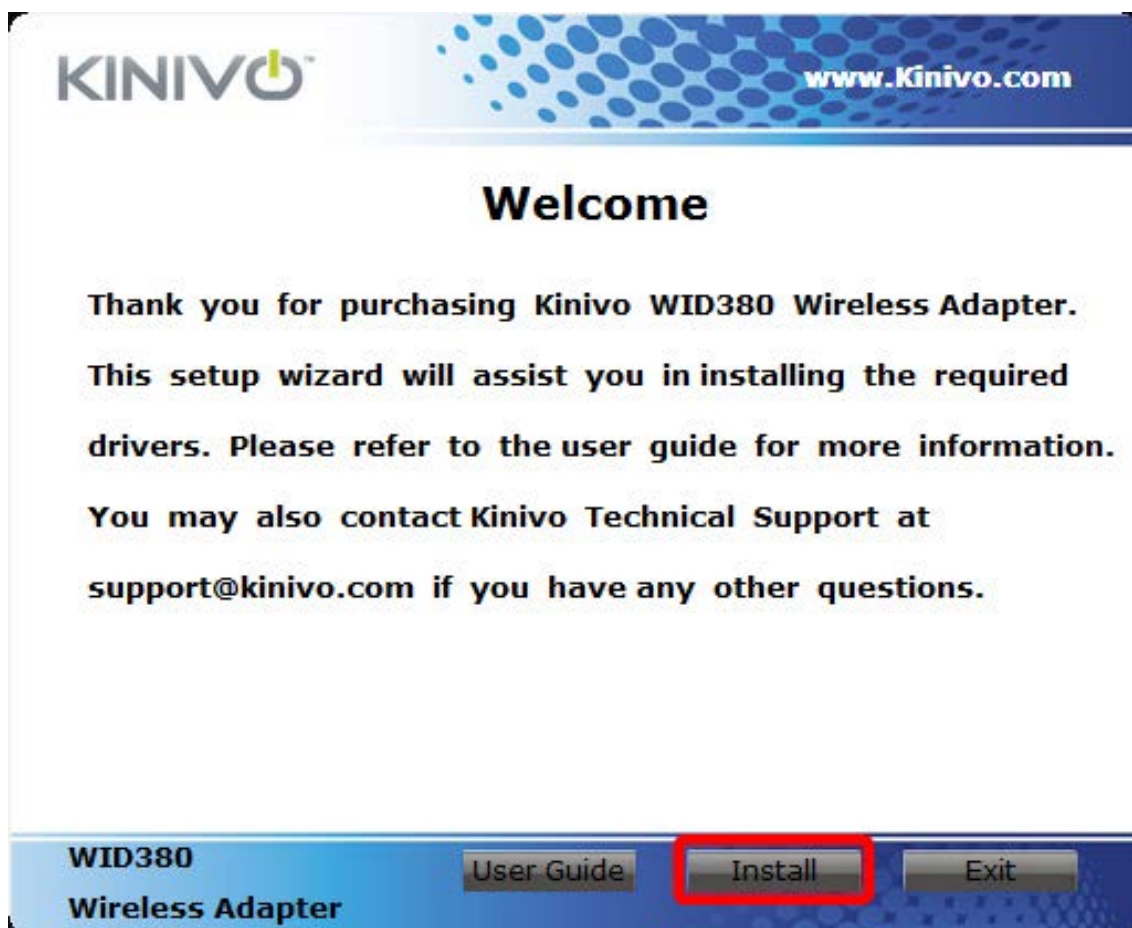 KINIVO™
www.Kinivo.com
Welcome
Thank you for purchasing Kinivo WID380 Wireless Adapter.
This setup wizard will assist you in installing the required
drivers. Please refer to the user guide for more information.
You may also contact Kinivo Technical Support at
support@kinivo.com if you have any other questions.
WID380
Wireless Adapter
User Guide
Install
Exit